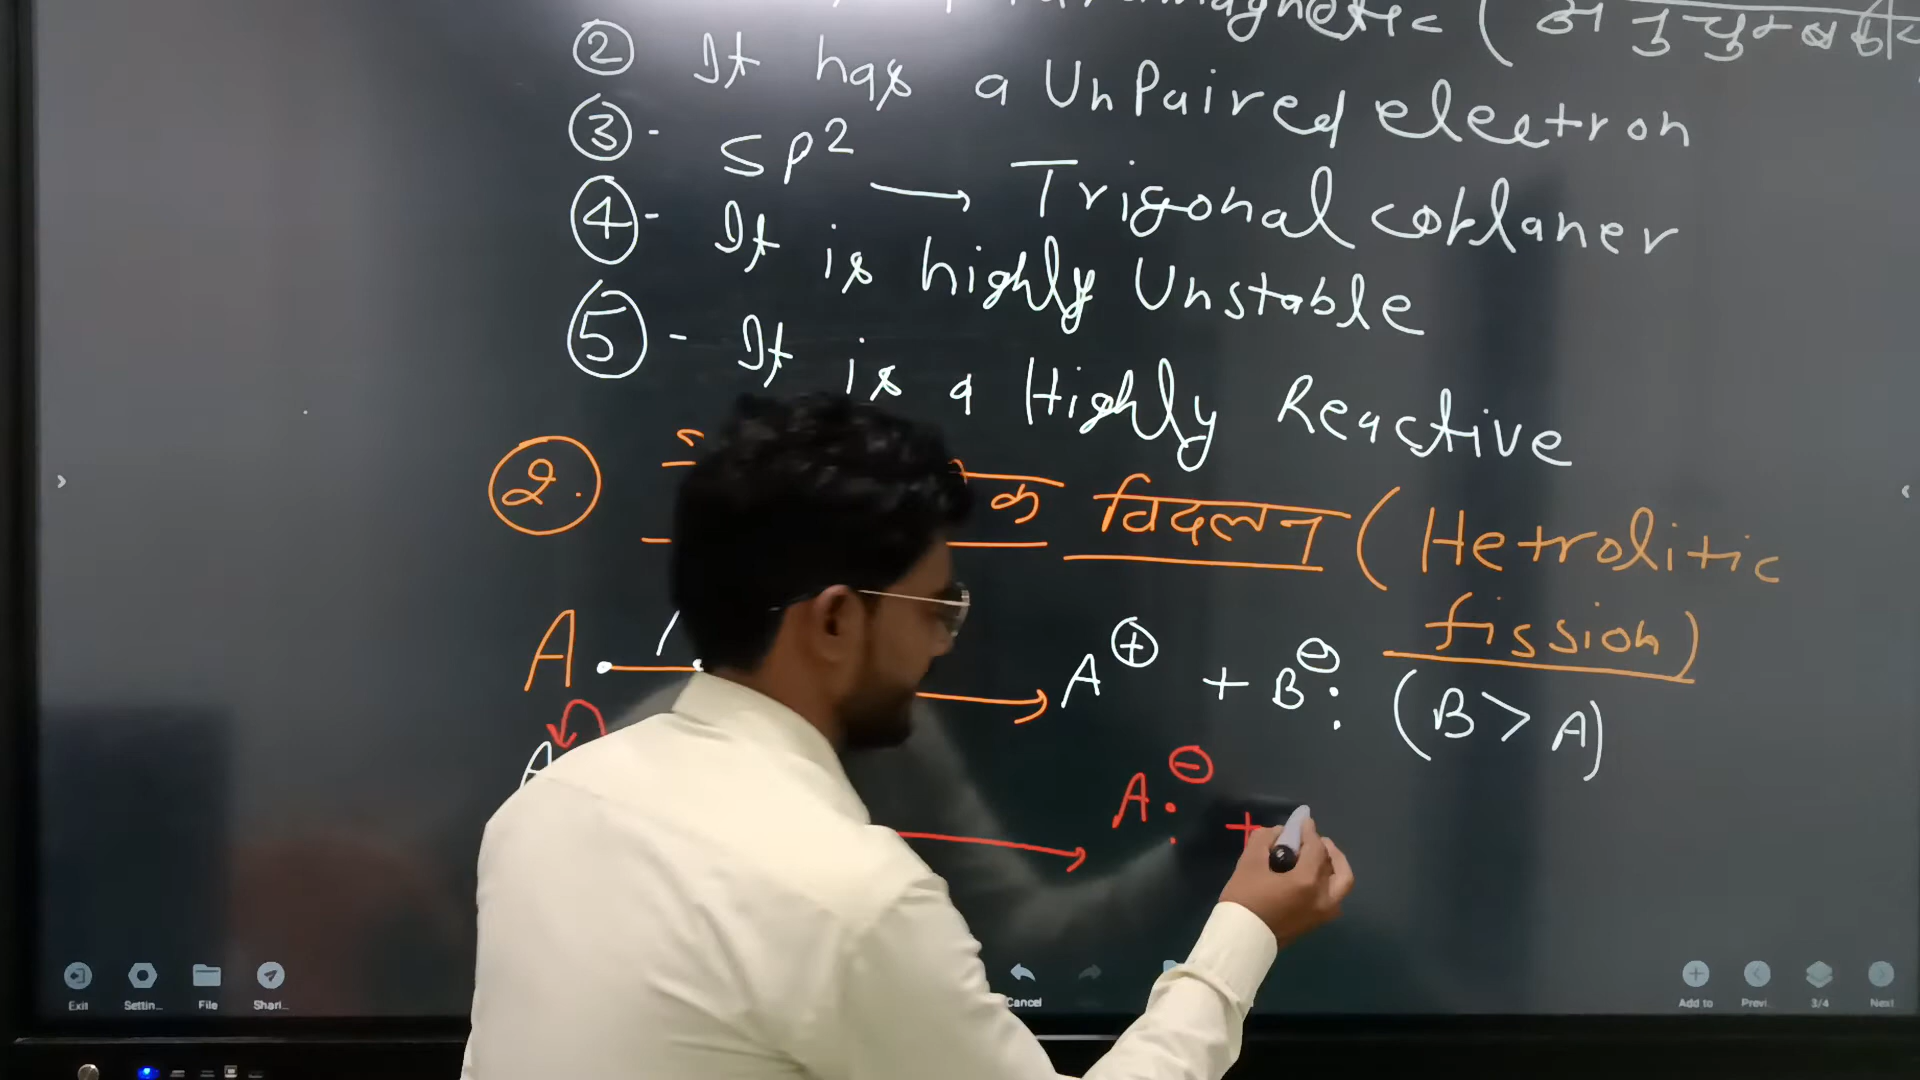 ② It has a UnPaired electron
③- SP² → Trigonal coplaner
④- It is highly Unstable
⑤- It is a Highly Reactive
2. विदलन (Hetrolitic
fission)
A → A⊕ + B⊖: (B > A)
A → A:⊖ +
Exit Settin... File Shari... Cancel Add to Previ 3/4 Next